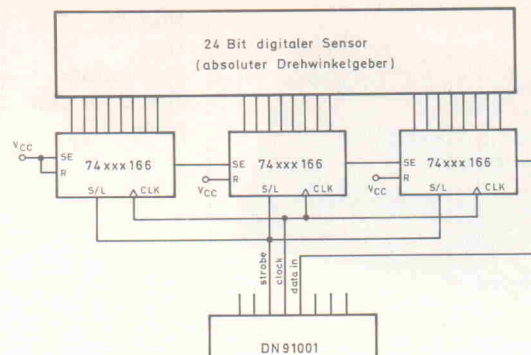 24 Bit digitaler Sensor
(absoluter Drehwinkelgeber)
VCC
SE
R
74xxx166
S/L
CLK
VCC
SE
R
74xxx166
S/L
CLK
VCC
SE
R
74xxx166
S/L
CLK
strobe
clock
data in
DN 91001